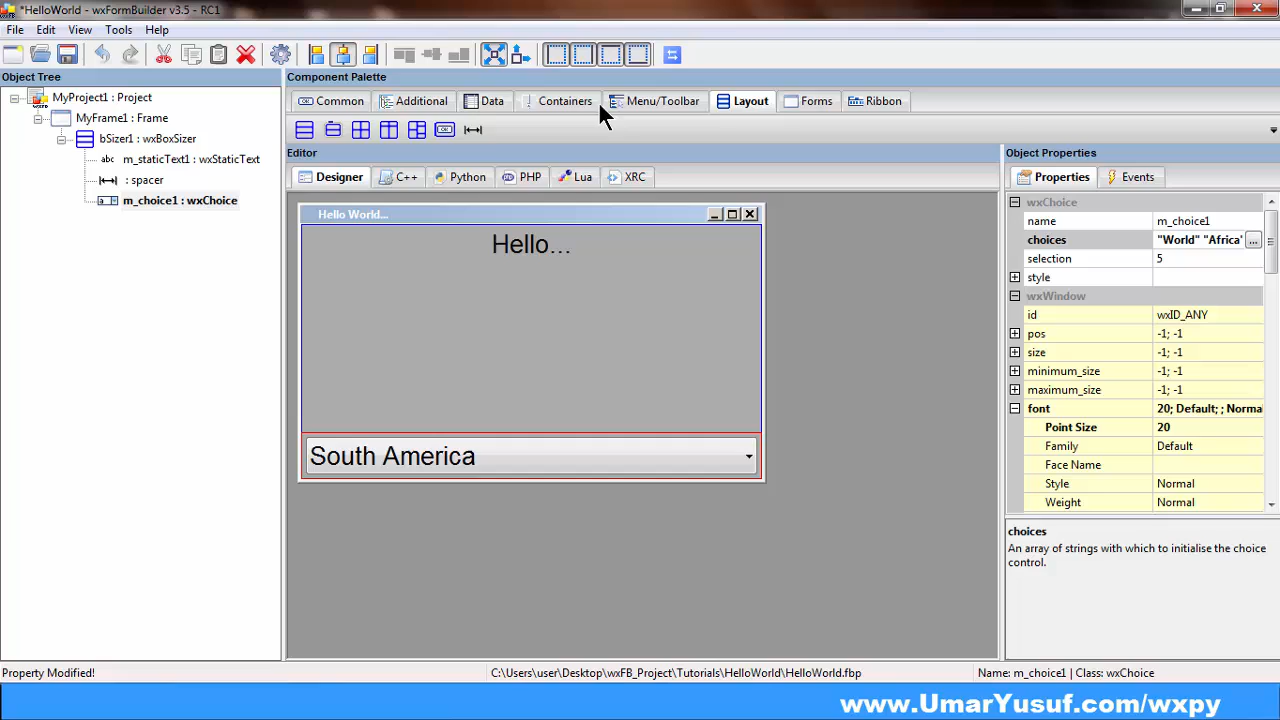 *HelloWorld - wxFormBuilder v3.5 - RC1
File Edit View Tools Help
Object Tree
MyProject1 : Project
MyFrame1 : Frame
bSizer1 : wxBoxSizer
abc m_staticText1 : wxStaticText
: spacer
m_choice1 : wxChoice
Component Palette
Common Additional Data Containers Menu/Toolbar Layout Forms Ribbon
Editor
Designer C++ Python PHP Lua XRC
Hello World...
Hello...
South America
Object Properties
Properties Events
wxChoice
name m_choice1
choices "World" "Africa' ...
selection 5
style
wxWindow
id wxID_ANY
pos -1; -1
size -1; -1
minimum_size -1; -1
maximum_size -1; -1
font 20; Default; ; Norma
Point Size 20
Family Default
Face Name
Style Normal
Weight Normal
choices
An array of strings with which to initialise the choice
control.
Property Modified!
C:\Users\user\Desktop\wxFB_Project\Tutorials\HelloWorld\HelloWorld.fbp
Name: m_choice1 | Class: wxChoice
www.UmarYusuf.com/wxpy